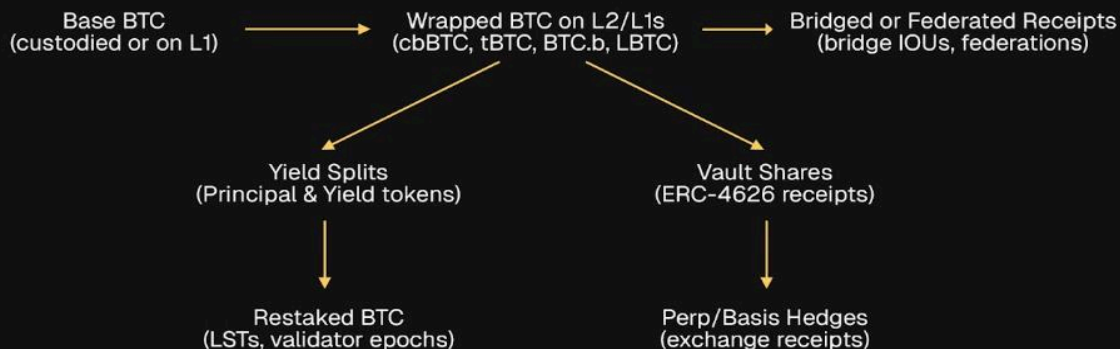 Base BTC
(custodied or on L1)
Wrapped BTC on L2/L1s
(cbBTC, tBTC, BTC.b, LBTC)
Bridged or Federated Receipts
(bridge IOUs, federations)
Yield Splits
(Principal & Yield tokens)
Vault Shares
(ERC-4626 receipts)
Restaked BTC
(LSTs, validator epochs)
Perp/Basis Hedges
(exchange receipts)